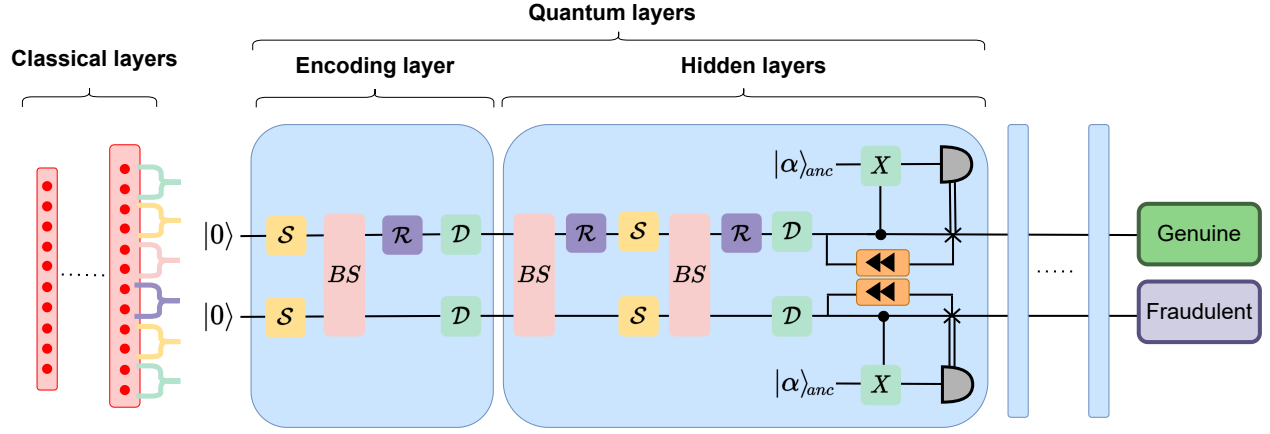 Quantum layers
Classical layers
Encoding layer
Hidden layers
|α⟩anc X
|0⟩ S BS R D BS R S BS R D
Genuine
......
......
|0⟩ S D S D
Fraudulent
|α⟩anc X